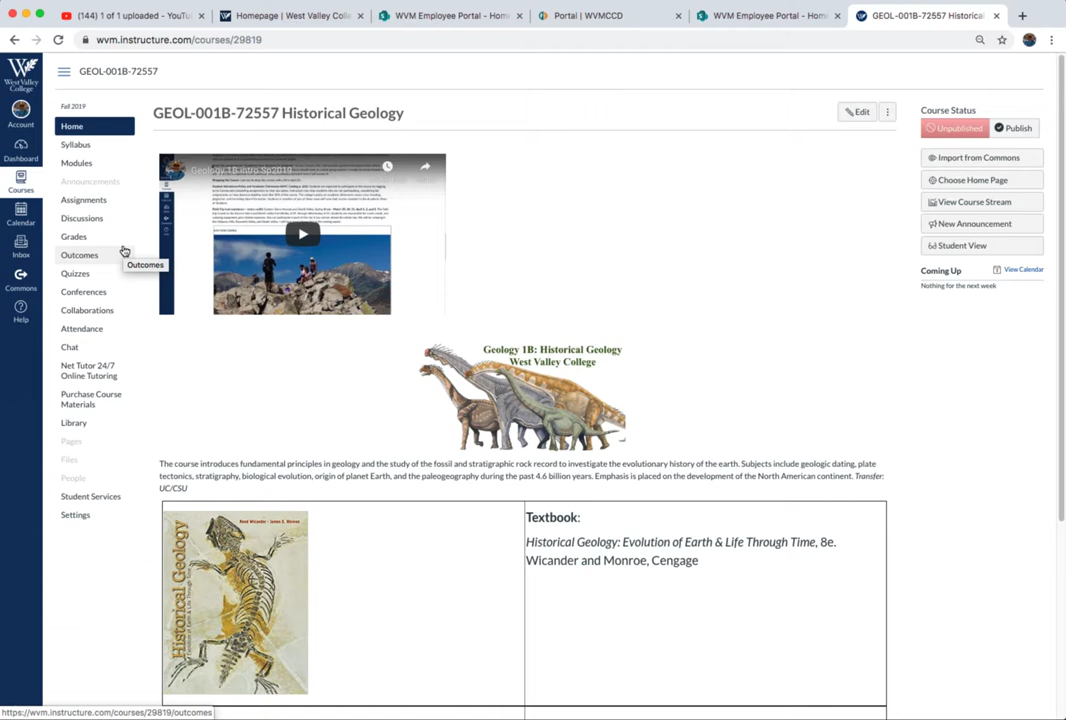 (144) 1 of 1 uploaded - YouTu
Homepage | West Valley Coll
WVM Employee Portal - Hom
Portal | WVMCCD
WVM Employee Portal - Home
GEOL-001B-72557 Historical
wvm.instructure.com/courses/29819
West Valley College
GEOL-001B-72557
Account
Dashboard
Courses
Calendar
Inbox
Commons
Help
Fall 2019
Home
Syllabus
Modules
Announcements
Assignments
Discussions
Grades
Outcomes
Outcomes
Quizzes
Conferences
Collaborations
Attendance
Chat
Net Tutor 24/7
Online Tutoring
Purchase Course
Materials
Library
Pages
Files
People
Student Services
Settings
GEOL-001B-72557 Historical Geology
Edit
Geology 1B Intro Sp2019
Geology 1B: Historical Geology
West Valley College
The course introduces fundamental principles in geology and the study of the fossil and stratigraphic rock record to investigate the evolutionary history of the earth. Subjects include geologic dating, plate
tectonics, stratigraphy, biological evolution, origin of planet Earth, and the paleogeography during the past 4.6 billion years. Emphasis is placed on the development of the North American continent. Transfer:
UC/CSU
Reed Wicander • James S. Monroe
Historical Geology
Textbook:
Historical Geology: Evolution of Earth & Life Through Time, 8e.
Wicander and Monroe, Cengage
Course Status
Unpublished
Publish
Import from Commons
Choose Home Page
View Course Stream
New Announcement
Student View
Coming Up
View Calendar
Nothing for the next week
https://wvm.instructure.com/courses/29819/outcomes